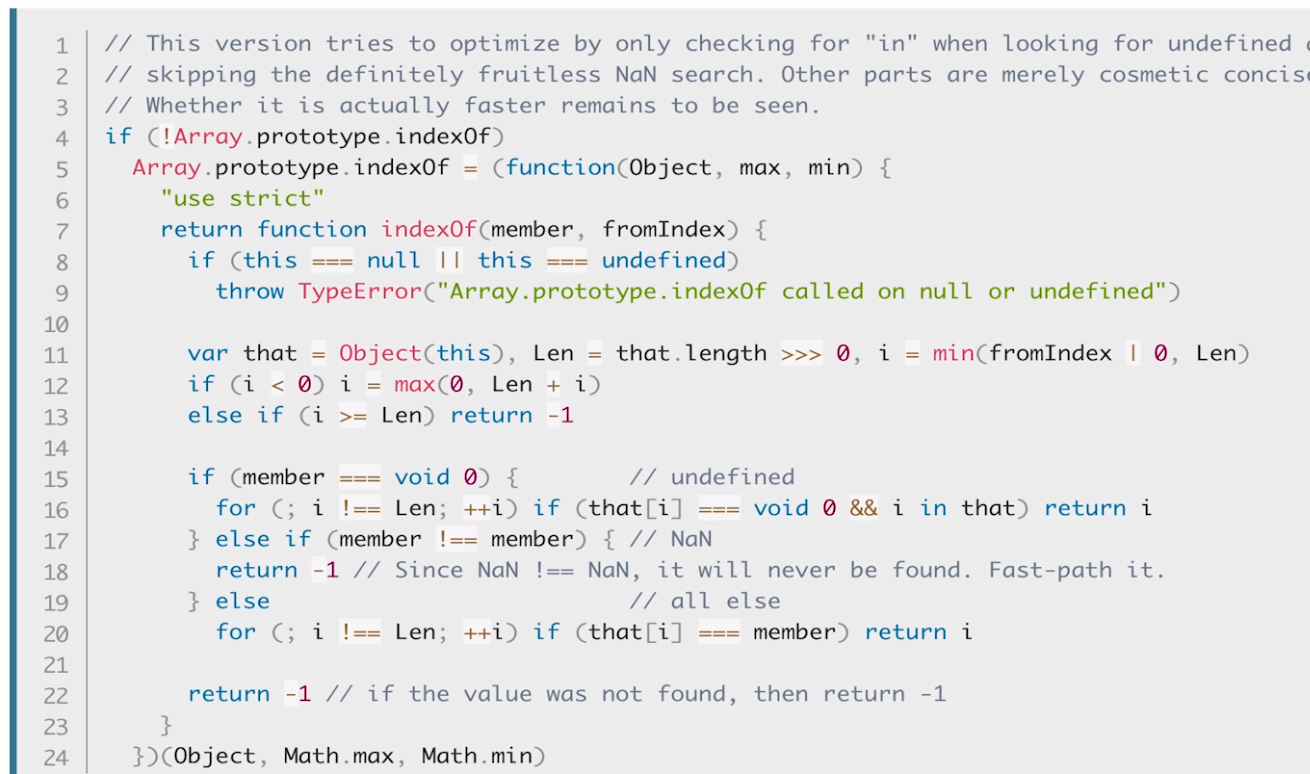 1 // This version tries to optimize by only checking for "in" when looking for undefined
2 // skipping the definitely fruitless NaN search. Other parts are merely cosmetic
3 // Whether it is actually faster remains to be seen.
4 if (!Array.prototype.indexOf)
5   Array.prototype.indexOf = (function(Object, max, min) {
6     "use strict"
7     return function indexOf(member, fromIndex) {
8       if (this === null || this === undefined)
9         throw TypeError("Array.prototype.indexOf called on null or undefined")
10
11       var that = Object(this), Len = that.length >>> 0, i = min(fromIndex | 0, Len)
12       if (i < 0) i = max(0, Len + i)
13       else if (i >= Len) return -1
14
15       if (member === void 0) {        // undefined
16         for (; i !== Len; ++i) if (that[i] === void 0 && i in that) return i
17       } else if (member !== member) { // NaN
18         return -1 // Since NaN !== NaN, it will never be found. Fast-path it.
19       } else                          // all else
20         for (; i !== Len; ++i) if (that[i] === member) return i
21
22       return -1 // if the value was not found, then return -1
23     }
24   })(Object, Math.max, Math.min)